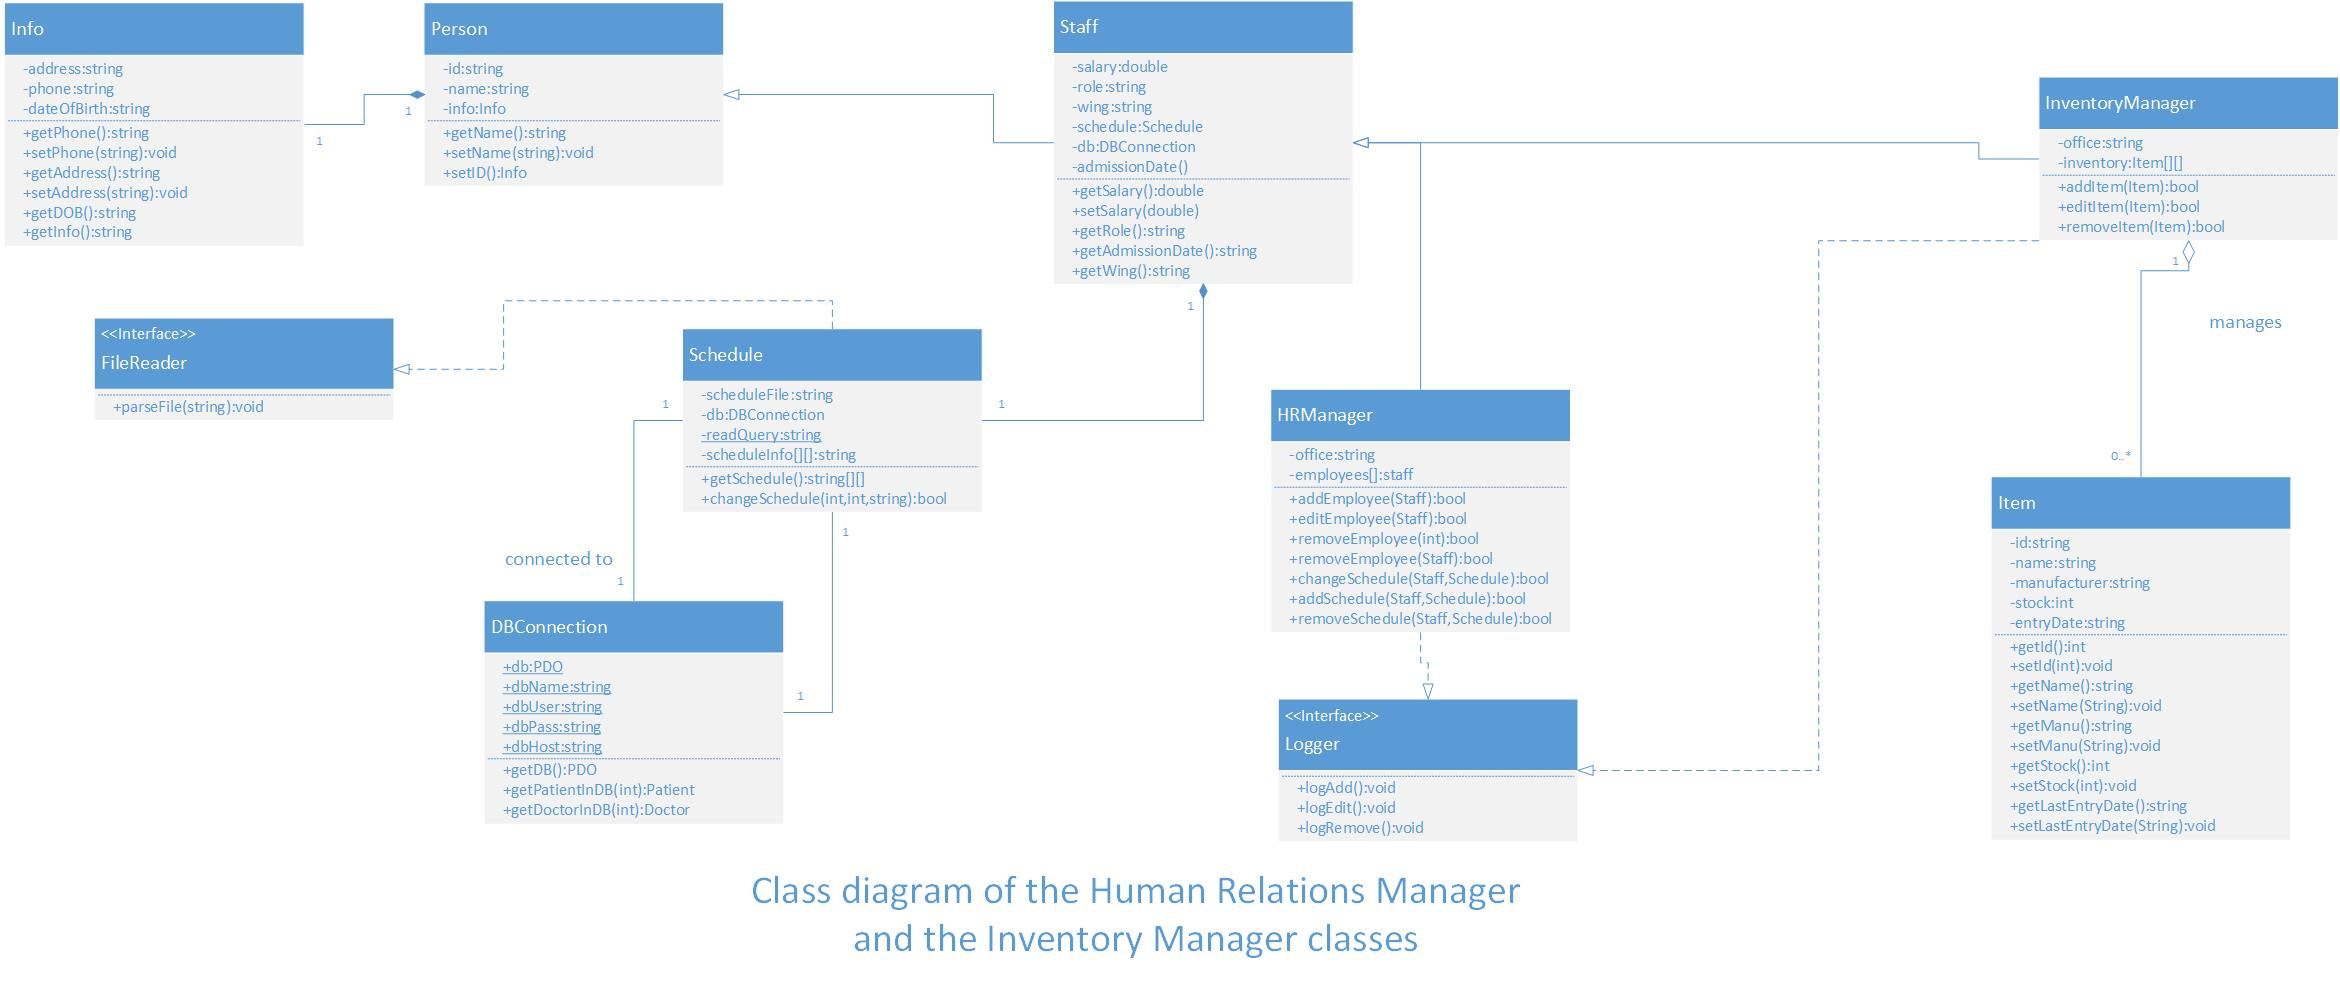 Info
-address:string
-phone:string
-dateOfBirth:string
+getPhone():string
+setPhone(string):void
+getAddress():string
+setAddress(string):void
+getDOB():string
+getInfo():string
1
1
Person
-id:string
-name:string
-info:Info
+getName():string
+setName(string):void
+setID():Info
Staff
-salary:double
-role:string
-wing:string
-schedule:Schedule
-db:DBConnection
-admissionDate()
+getSalary():double
+setSalary(double)
+getRole():string
+getAdmissionDate():string
+getWing():string
1
InventoryManager
-office:string
-inventory:Item[][]
+addItem(Item):bool
+editItem(Item):bool
+removeItem(Item):bool
1
manages
0..*
<<Interface>>
FileReader
+parseFile(string):void
Schedule
-scheduleFile:string
-db:DBConnection
-readQuery:string
-scheduleInfo[][]:string
+getSchedule():string[][]
+changeSchedule(int,int,string):bool
1
1
1
connected to
1
1
HRManager
-office:string
-employees[]:staff
+addEmployee(Staff):bool
+editEmployee(Staff):bool
+removeEmployee(int):bool
+removeEmployee(Staff):bool
+changeSchedule(Staff,Schedule):bool
+addSchedule(Staff,Schedule):bool
+removeSchedule(Staff,Schedule):bool
Item
-id:string
-name:string
-manufacturer:string
-stock:int
-entryDate:string
+getId():int
+setId(int):void
+getName():string
+setName(String):void
+getManu():string
+setManu(String):void
+getStock():int
+setStock(int):void
+getLastEntryDate():string
+setLastEntryDate(String):void
DBConnection
+db:PDO
+dbName:string
+dbUser:string
+dbPass:string
+dbHost:string
+getDB():PDO
+getPatientInDB(int):Patient
+getDoctorInDB(int):Doctor
<<Interface>>
Logger
+logAdd():void
+logEdit():void
+logRemove():void
Class diagram of the Human Relations Manager
and the Inventory Manager classes